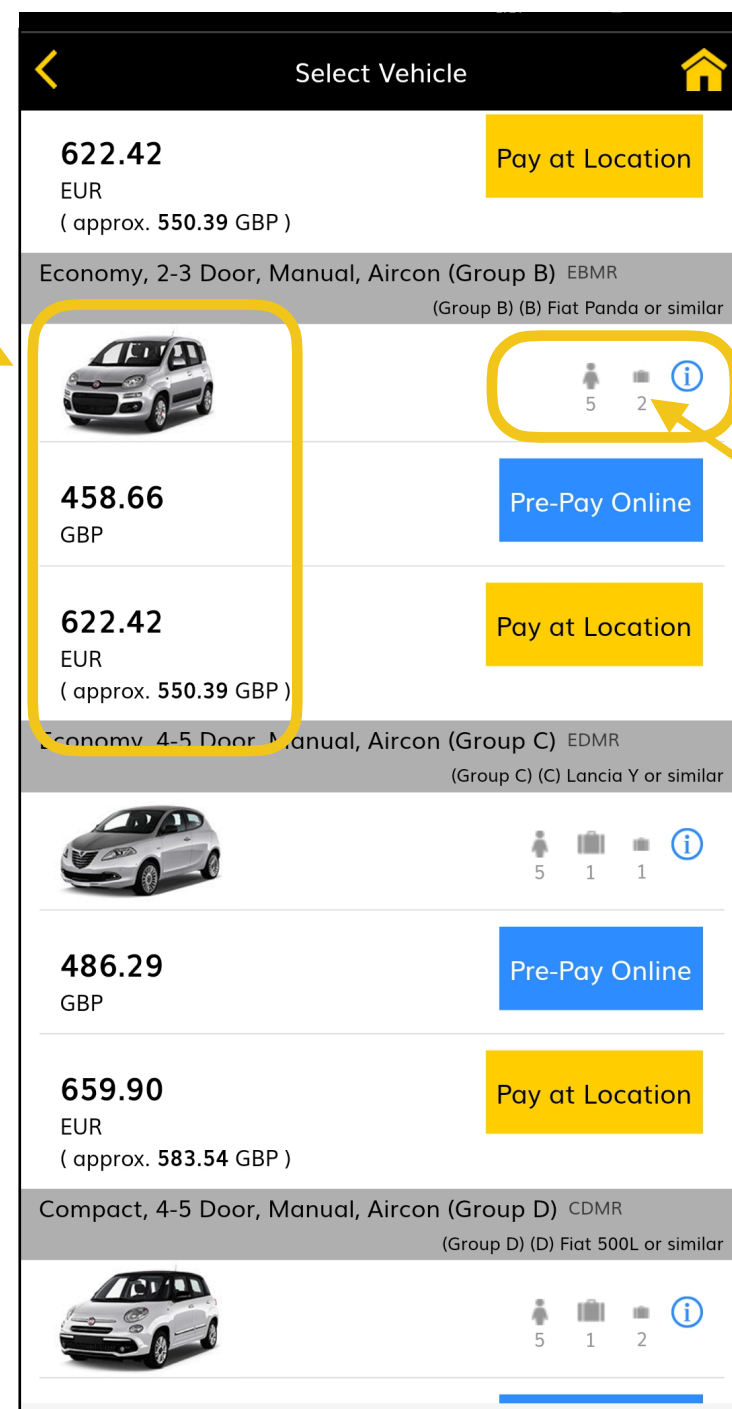 Select Vehicle
622.42
Pay at Location
EUR
( approx. 550.39 GBP )
Economy, 2-3 Door, Manual, Aircon (Group B) EBMR
(Group B) (B) Fiat Panda or similar
5 2
458.66
Pre-Pay Online
GBP
622.42
Pay at Location
EUR
( approx. 550.39 GBP )
Economy, 4-5 Door, Manual, Aircon (Group C) EDMR
(Group C) (C) Lancia Y or similar
5 1 1
486.29
Pre-Pay Online
GBP
659.90
Pay at Location
EUR
( approx. 583.54 GBP )
Compact, 4-5 Door, Manual, Aircon (Group D) CDMR
(Group D) (D) Fiat 500L or similar
5 1 2